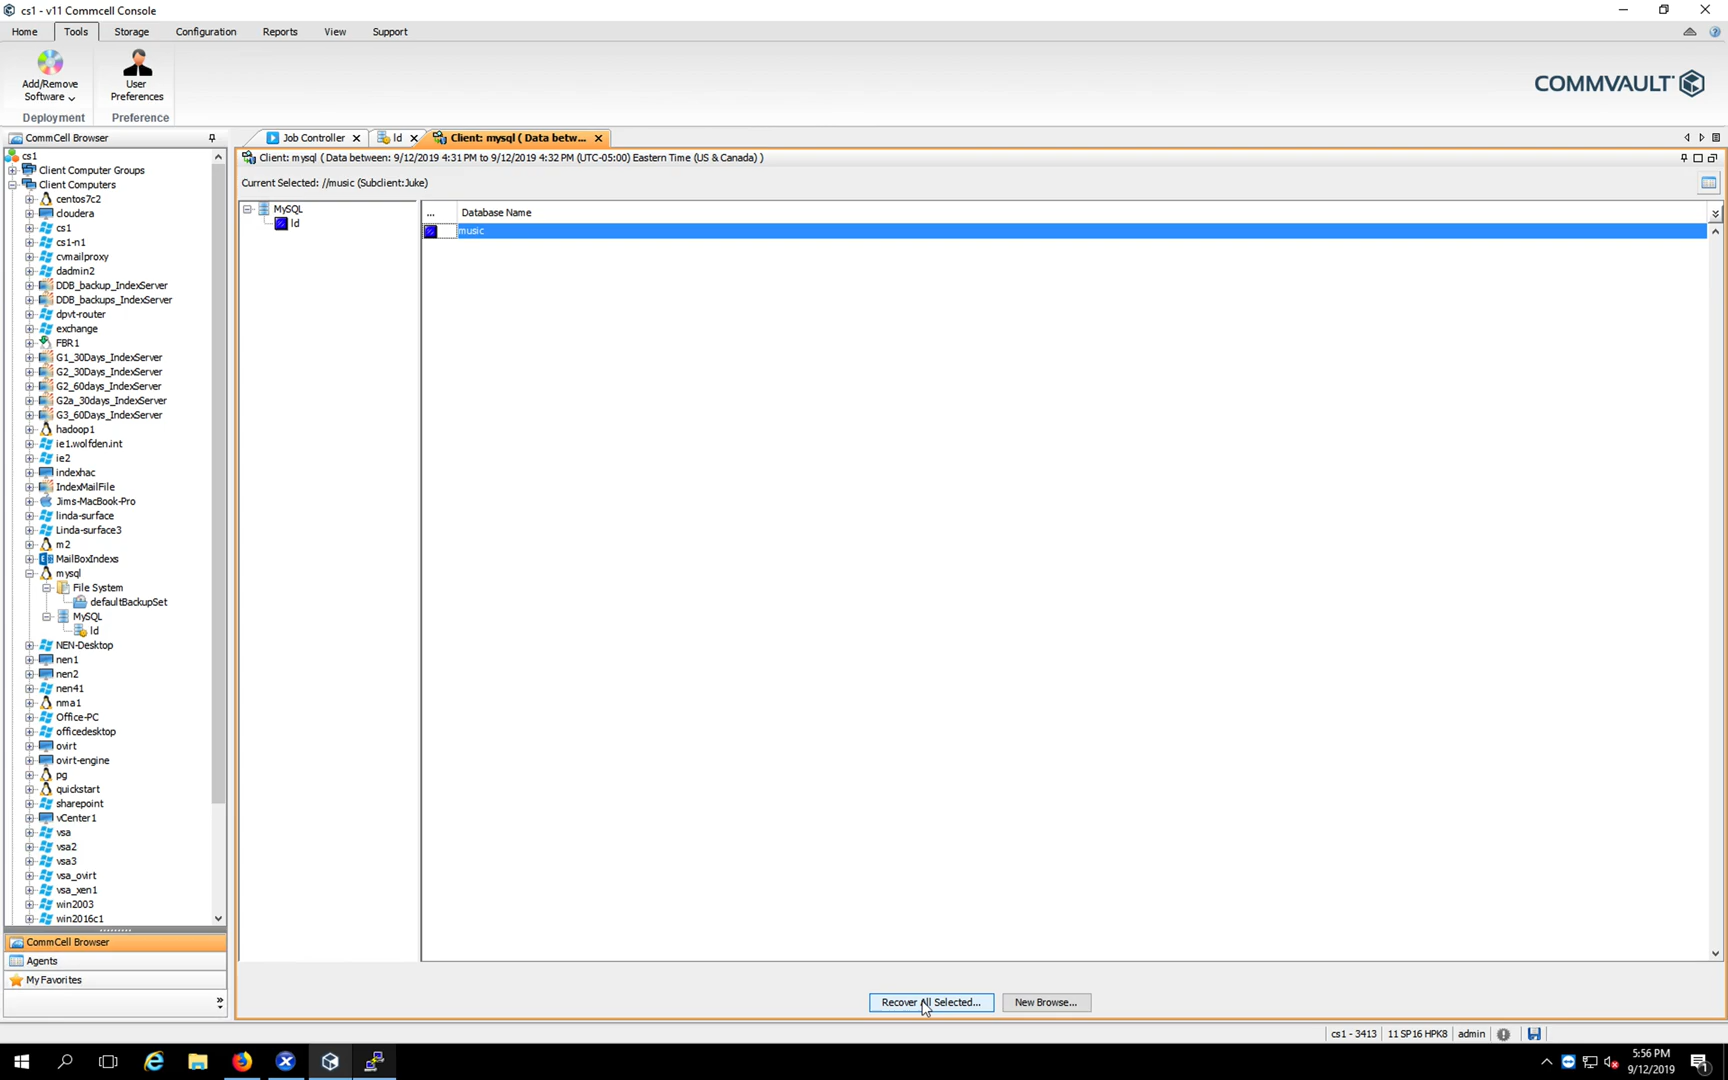 cs1 - v11 Commcell Console
Home Tools Storage Configuration Reports View Support
Add/Remove
Software
User
Preferences
Deployment Preference
COMMVAULT
CommCell Browser
Job Controller ld Client: mysql ( Data betw...
Client: mysql ( Data between: 9/12/2019 4:31 PM to 9/12/2019 4:32 PM (UTC-05:00) Eastern Time (US & Canada) )
Current Selected: //music (Subclient:Juke)
cs1
Client Computer Groups
Client Computers
centos7c2
cloudera
cs1
cs1-n1
cvmailproxy
dadmin2
DDB_backup_IndexServer
DDB_backups_IndexServer
dpvt-router
exchange
FBR1
G1_30Days_IndexServer
G2_30Days_IndexServer
G2_60days_IndexServer
G2a_30days_IndexServer
G3_60Days_IndexServer
hadoop1
ie1.wolfden.int
ie2
indexhac
IndexMailFile
Jims-MacBook-Pro
linda-surface
Linda-surface3
m2
MailBoxIndexs
mysql
File System
defaultBackupSet
MySQL
ld
NEN-Desktop
nen1
nen2
nen41
nma1
Office-PC
officedesktop
ovirt
ovirt-engine
pg
quickstart
sharepoint
vCenter1
vsa
vsa2
vsa3
vsa_ovirt
vsa_xen1
win2003
win2016c1
CommCell Browser
Agents
My Favorites
MySQL
ld
... Database Name
music
Recover All Selected... New Browse...
cs1 - 3413 11 SP16 HPK8 admin
5:56 PM
9/12/2019
1